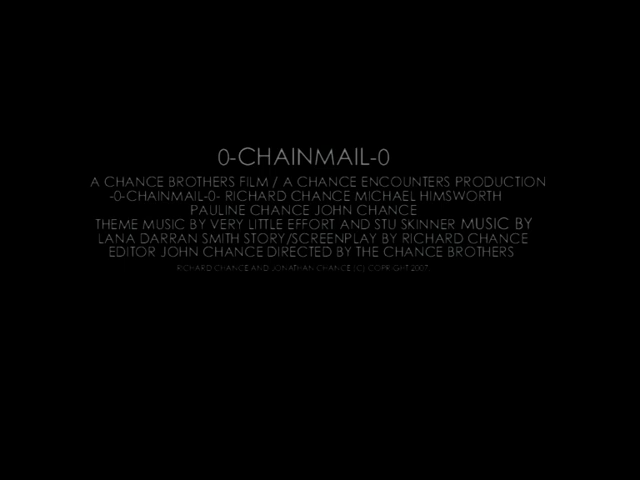 0-CHAINMAIL-0
A CHANCE BROTHERS FILM / A CHANCE ENCOUNTERS PRODUCTION
-0-CHAINMAIL-0- RICHARD CHANCE MICHAEL HIMSWORTH
PAULINE CHANCE JOHN CHANCE
THEME MUSIC BY VERY LITTLE EFFORT AND STU SKINNER MUSIC BY
LANA DARRAN SMITH STORY/SCREENPLAY BY RICHARD CHANCE
EDITOR JOHN CHANCE DIRECTED BY THE CHANCE BROTHERS
RICHARD CHANCE AND JONATHAN CHANCE (C) COPRIGHT 2007